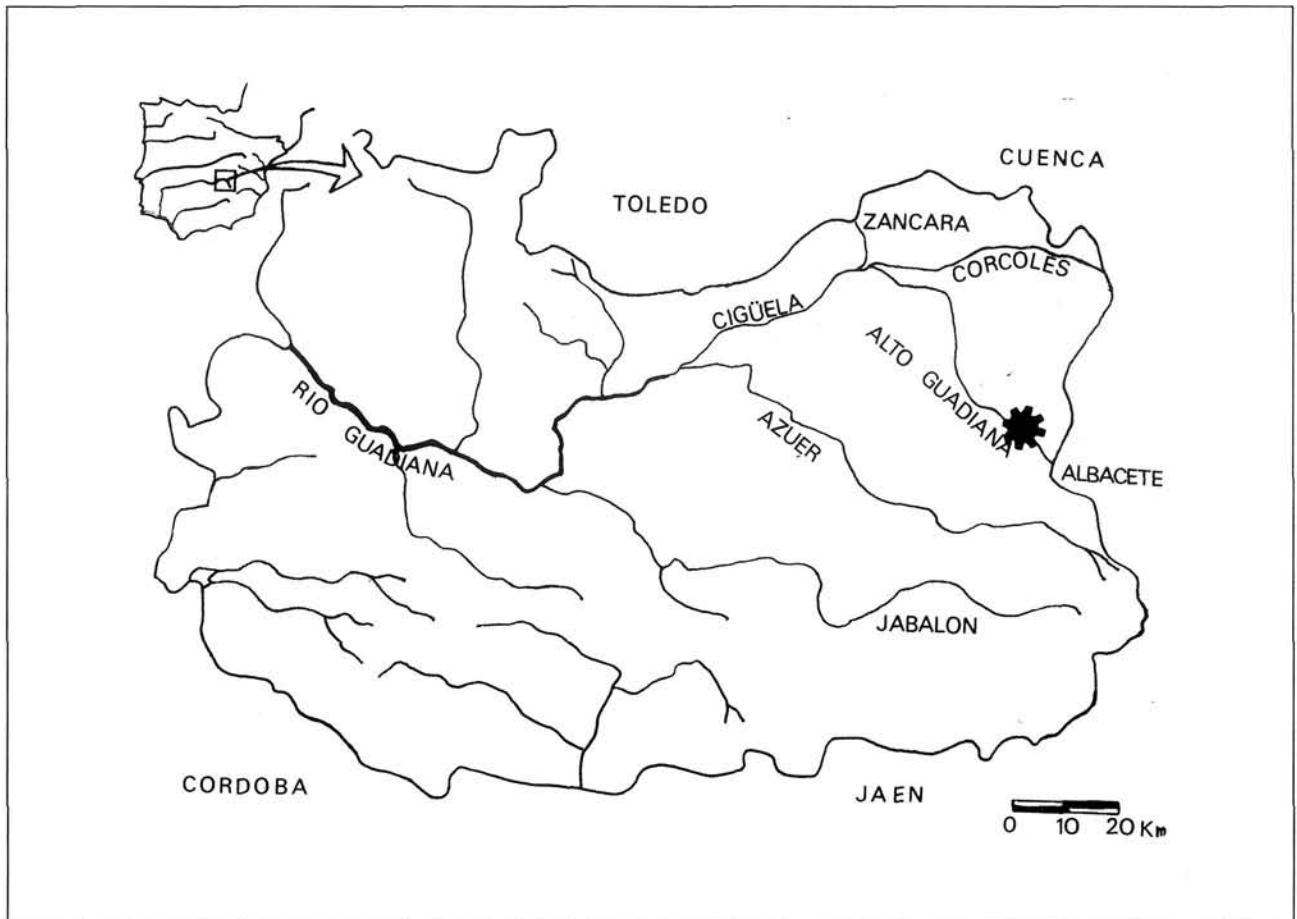 CUENCA
TOLEDO
ZANCARA
CORCOLES
CIGÜELA
ALTO GUADIANA
RIO GUADIANA
AZUER
ALBACETE
JABALON
CORDOBA
JAEN
0 10 20 Km